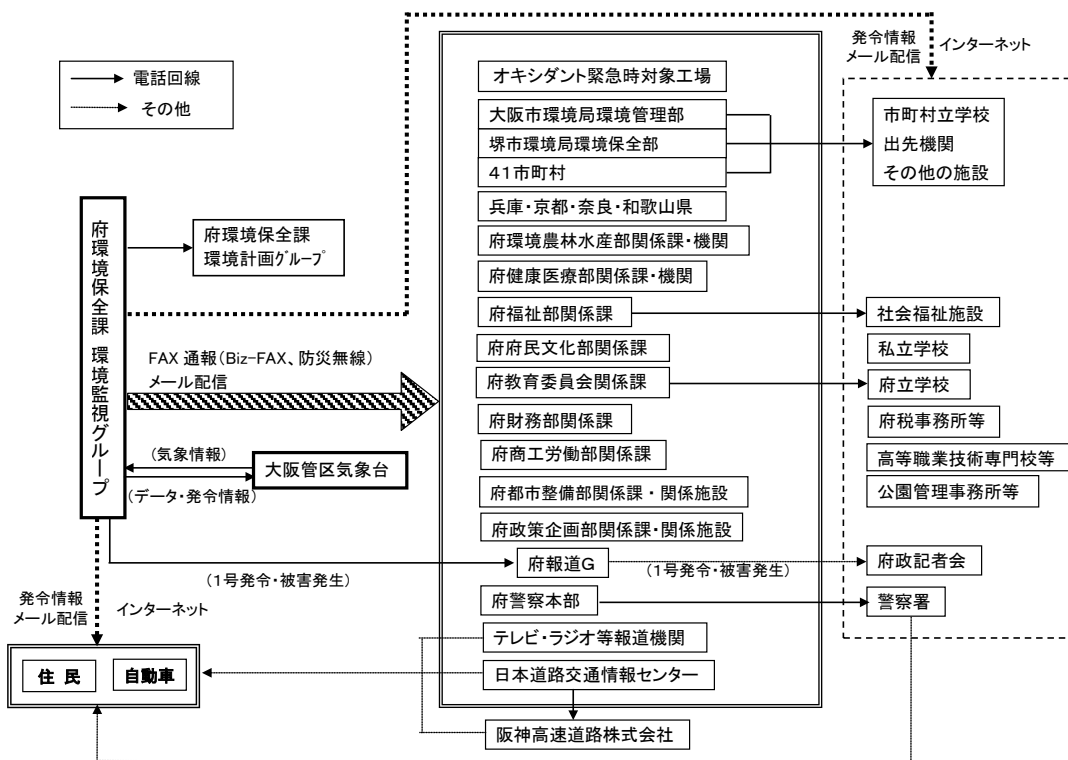 発令情報
メール配信
インターネット
電話回線
その他
オキシダント緊急時対象工場
大阪市環境局環境管理部
堺市環境局環境保全部
41市町村
兵庫・京都・奈良・和歌山県
府環境農林水産部関係課・機関
府健康医療部関係課・機関
府福祉部関係課
府府民文化部関係課
府教育委員会関係課
府財務部関係課
府商工労働部関係課
府都市整備部関係課・関係施設
府政策企画部関係課・関係施設
府報道G
府警察本部
テレビ・ラジオ等報道機関
日本道路交通情報センター
阪神高速道路株式会社
市町村立学校
出先機関
その他の施設
社会福祉施設
私立学校
府立学校
府税事務所等
高等職業技術専門校等
公園管理事務所等
府政記者会
警察署
府環境保全課 環境監視グループ
府環境保全課
環境計画グループ
FAX 通報(Biz-FAX、防災無線)
メール配信
(気象情報)
大阪管区気象台
(データ・発令情報)
(1号発令・被害発生)
(1号発令・被害発生)
発令情報
メール配信
インターネット
住 民
自動車